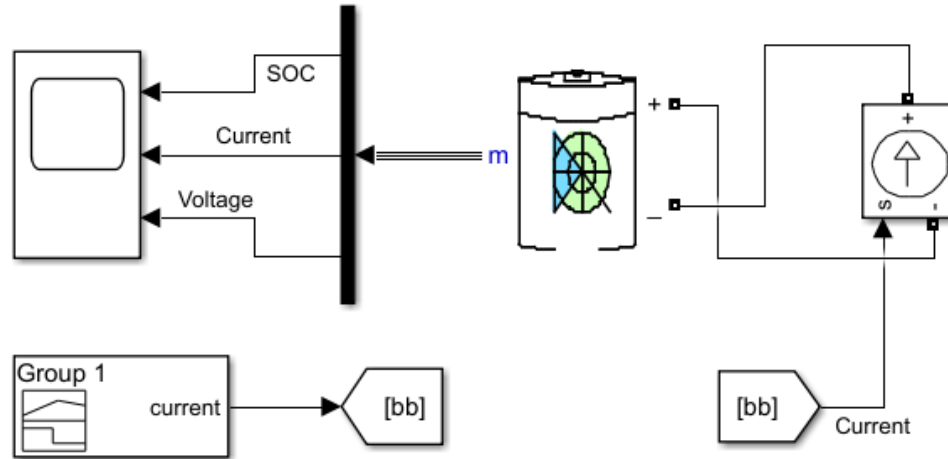 SOC
Current
Voltage
m
+
–
+
s
-
Group 1
current
[bb]
[bb]
Current